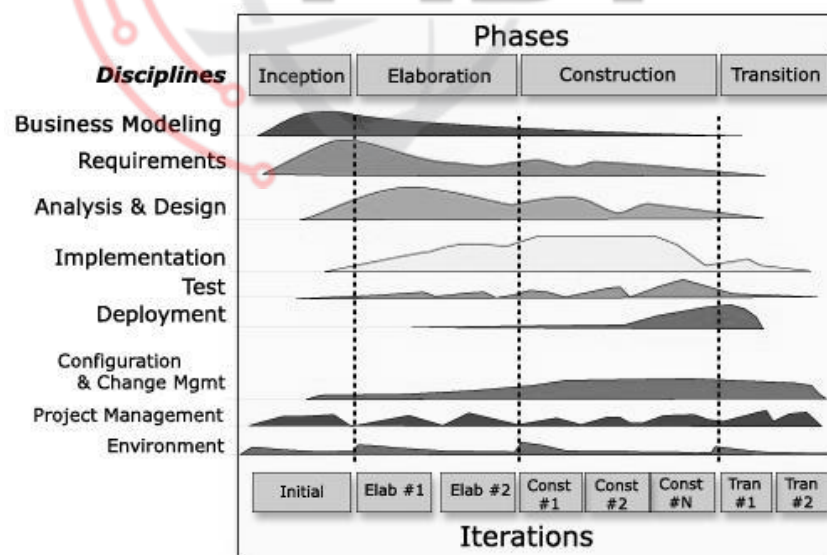 Phases
Disciplines Inception Elaboration Construction Transition
Business Modeling
Requirements
Analysis & Design
Implementation
Test
Deployment
Configuration
& Change Mgmt
Project Management
Environment
Initial Elab #1 Elab #2 Const #1 Const #2 Const #N Tran #1 Tran #2
Iterations